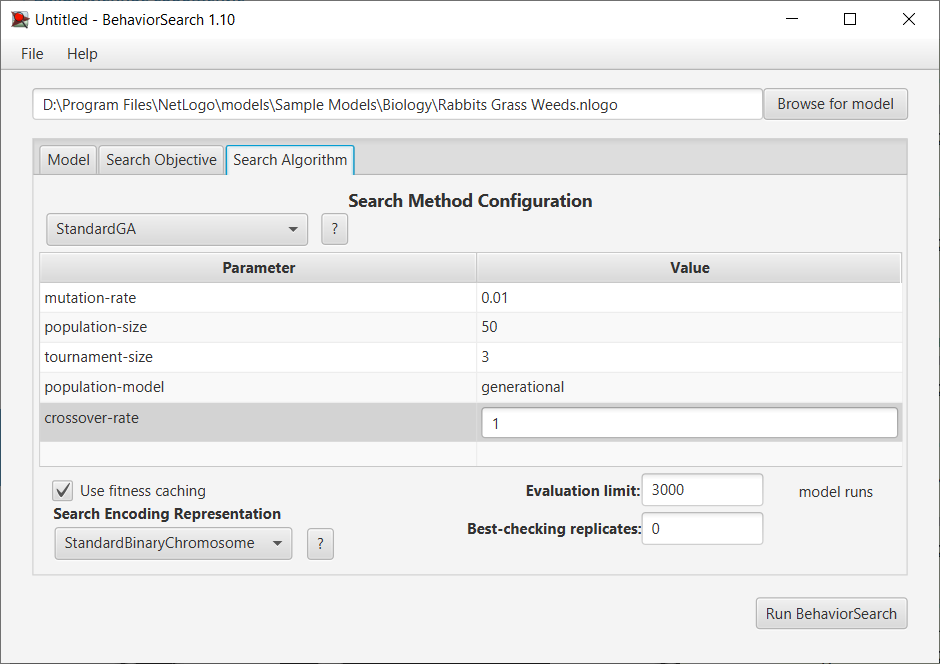 Untitled - BehaviorSearch 1.10
File Help
D:\Program Files\NetLogo\models\Sample Models\Biology\Rabbits Grass Weeds.nlogo Browse for model
Model Search Objective Search Algorithm
Search Method Configuration
StandardGA ?
Parameter Value
mutation-rate 0.01
population-size 50
tournament-size 3
population-model generational
crossover-rate 1
Use fitness caching Evaluation limit: 3000 model runs
Search Encoding Representation
Best-checking replicates: 0
StandardBinaryChromosome ?
Run BehaviorSearch